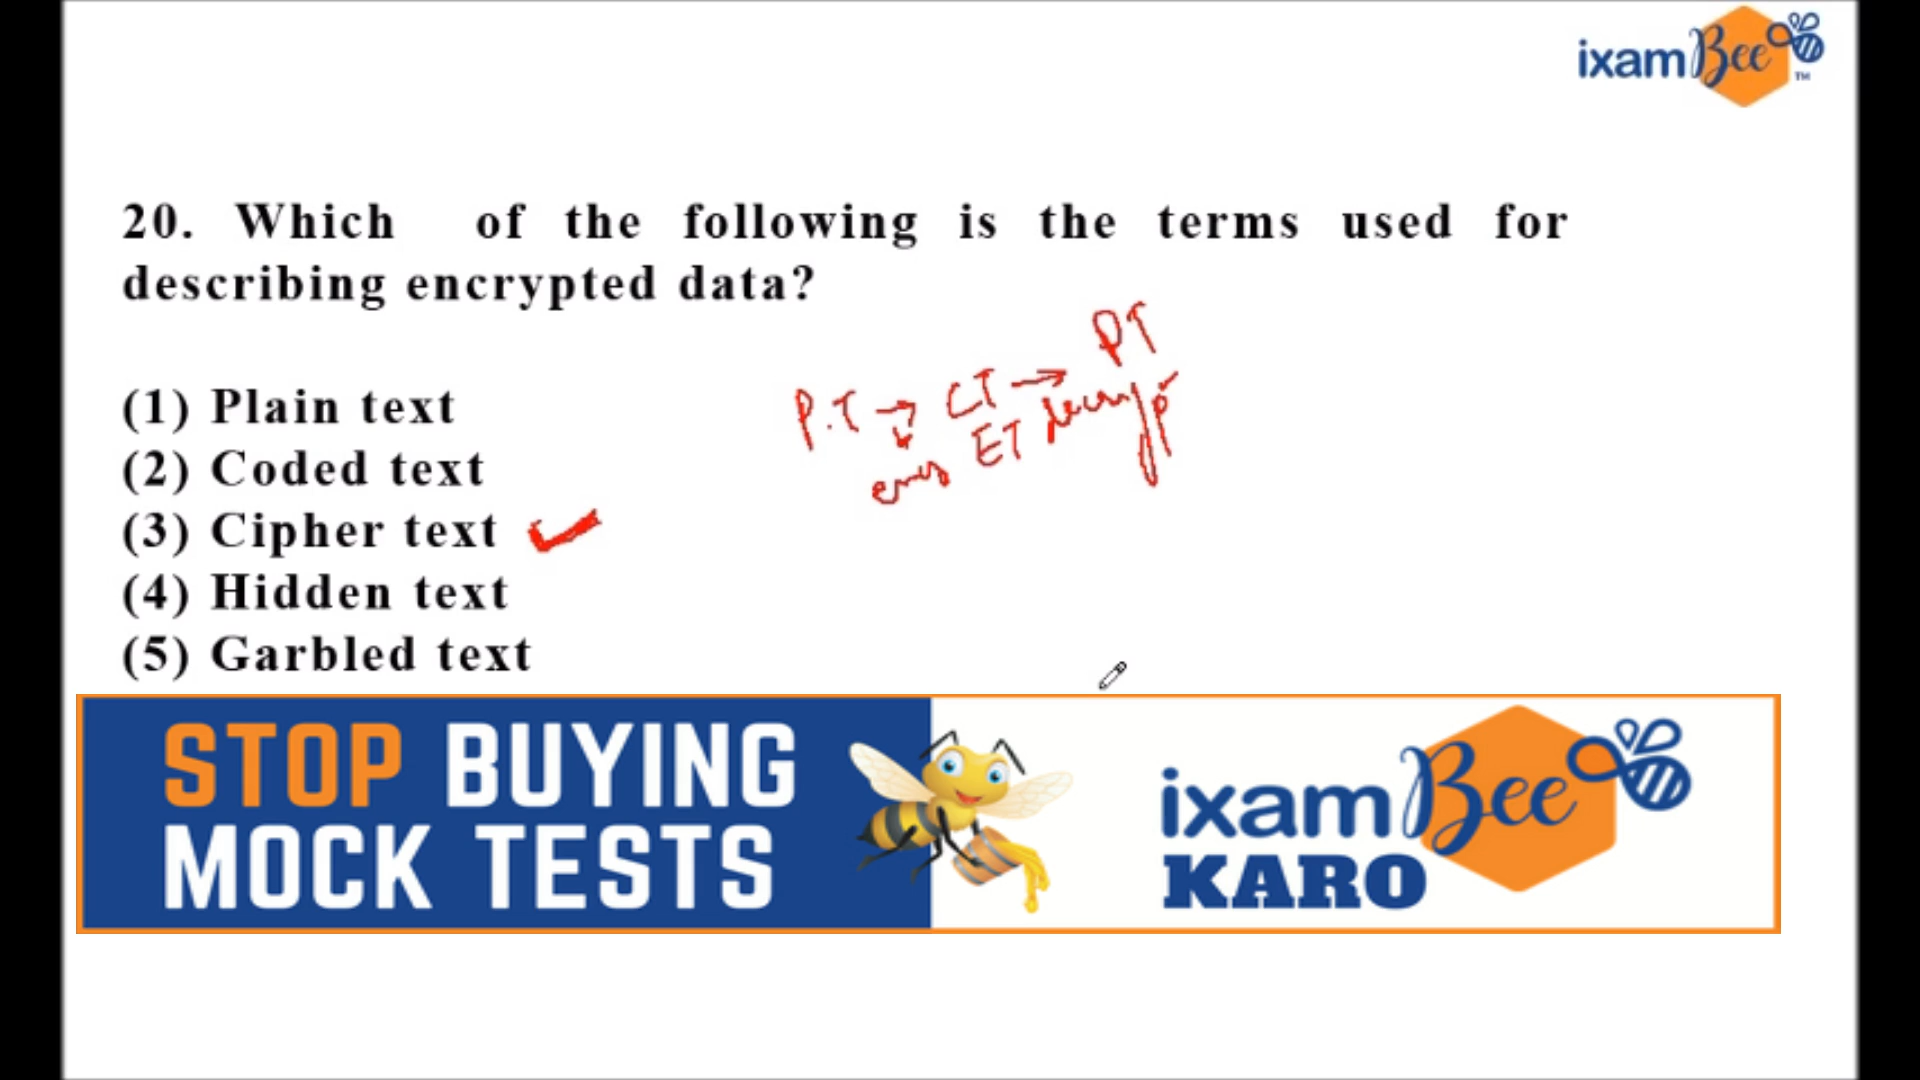 ixamBee
TM
20. Which of the following is the terms used for
describing encrypted data?
PT
P.T → CT →
ET decryp
(1) Plain text
(2) Coded text
(3) Cipher text
(4) Hidden text
(5) Garbled text
STOP BUYING
MOCK TESTS
ixamBee
KARO